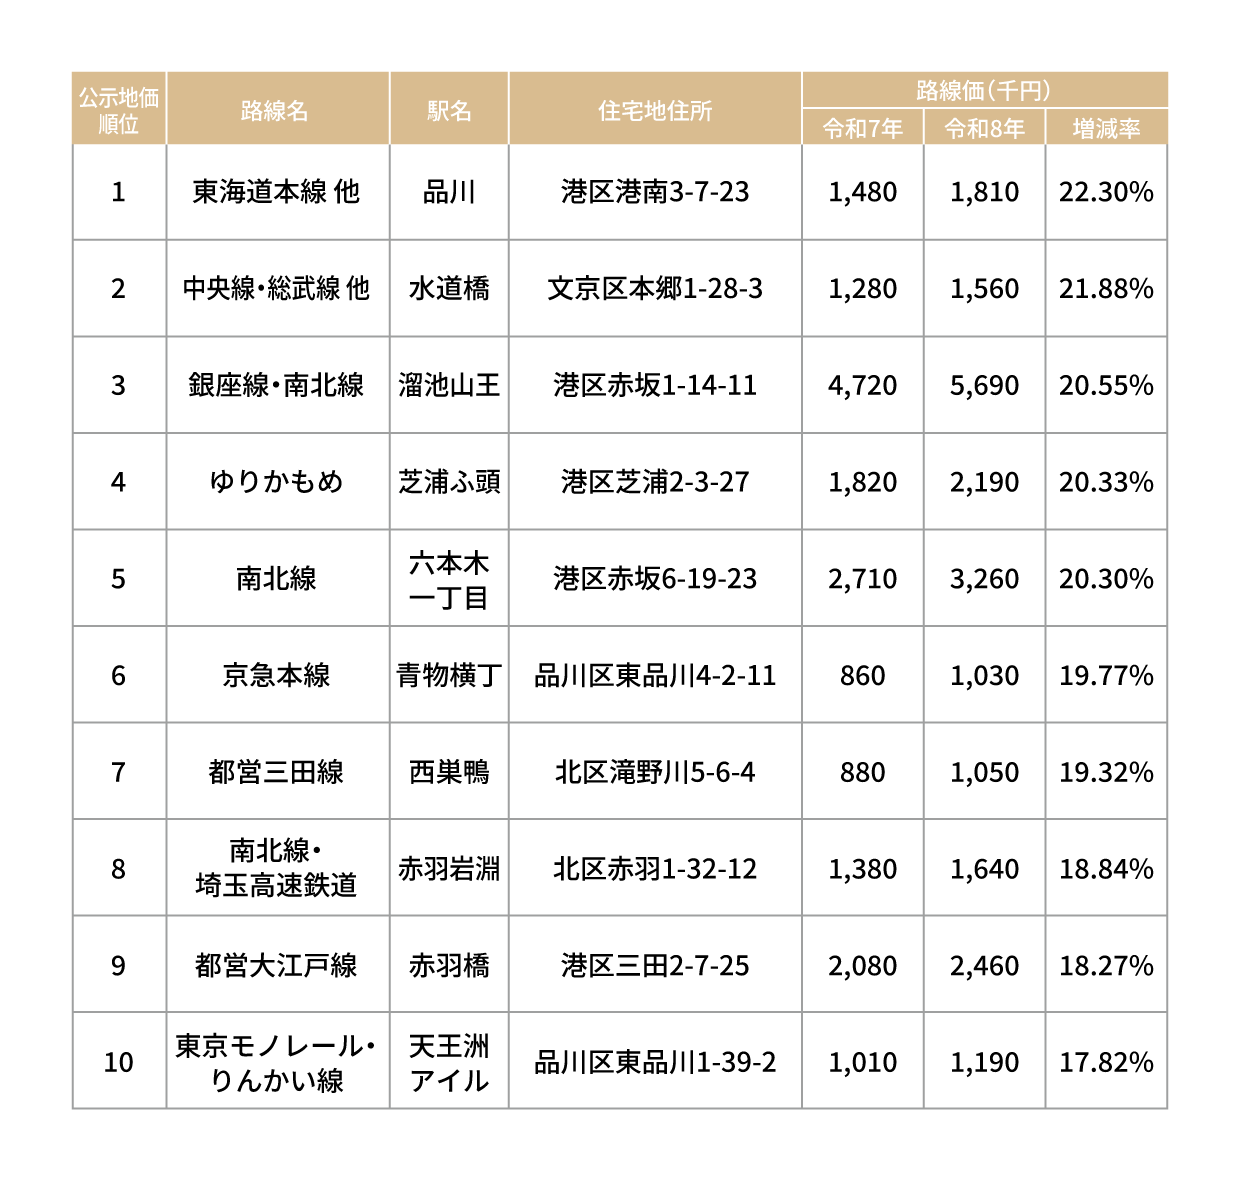 公示地価
順位
路線名
駅名
住宅地住所
路線価（千円）
令和7年
令和8年
増減率
1 東海道本線 他 品川 港区港南3-7-23 1,480 1,810 22.30%
2 中央線・総武線 他 水道橋 文京区本郷1-28-3 1,280 1,560 21.88%
3 銀座線・南北線 溜池山王 港区赤坂1-14-11 4,720 5,690 20.55%
4 ゆりかもめ 芝浦ふ頭 港区芝浦2-3-27 1,820 2,190 20.33%
5 南北線 六本木
一丁目 港区赤坂6-19-23 2,710 3,260 20.30%
6 京急本線 青物横丁 品川区東品川4-2-11 860 1,030 19.77%
7 都営三田線 西巣鴨 北区滝野川5-6-4 880 1,050 19.32%
8 南北線・
埼玉高速鉄道 赤羽岩淵 北区赤羽1-32-12 1,380 1,640 18.84%
9 都営大江戸線 赤羽橋 港区三田2-7-25 2,080 2,460 18.27%
10 東京モノレール・
りんかい線 天王洲
アイル 品川区東品川1-39-2 1,010 1,190 17.82%